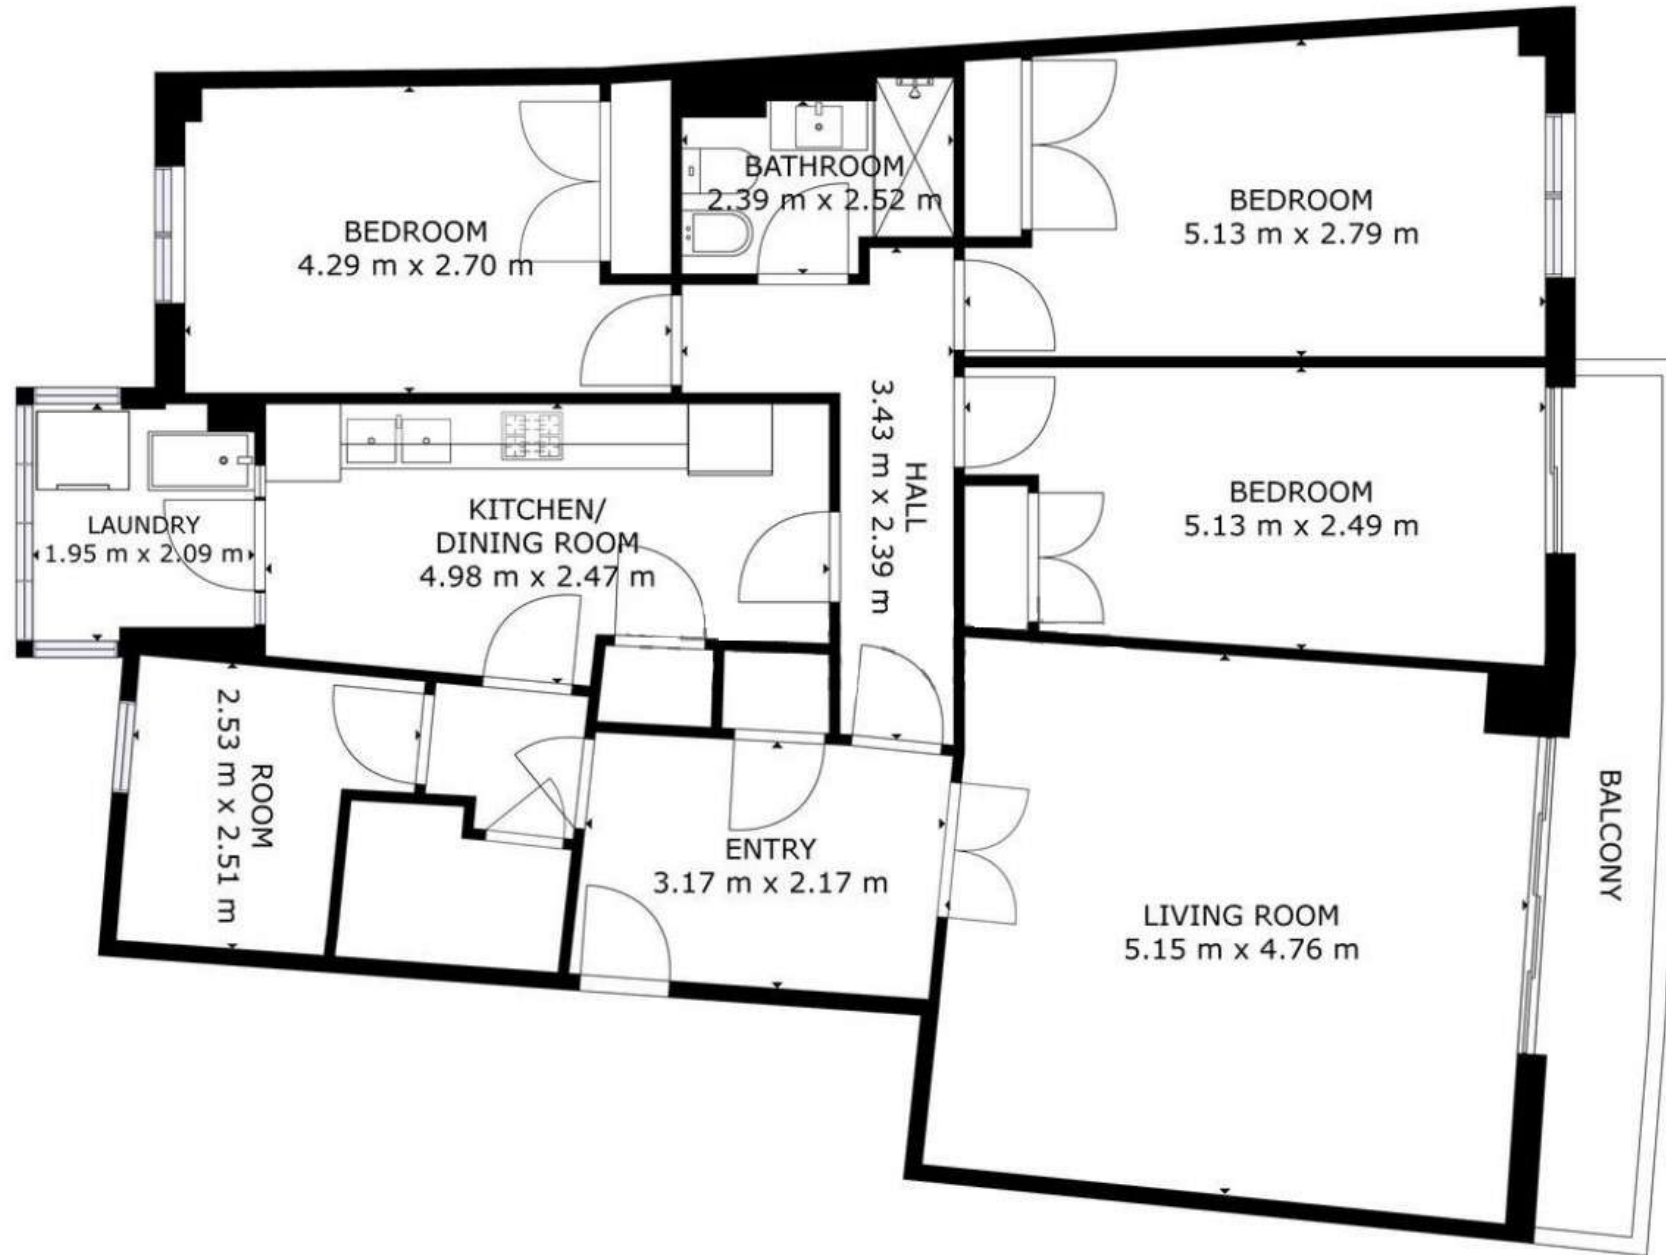 BEDROOM
4.29 m x 2.70 m
BATHROOM
2.39 m x 2.52 m
BEDROOM
5.13 m x 2.79 m
HALL
3.43 m x 2.39 m
BEDROOM
5.13 m x 2.49 m
LAUNDRY
1.95 m x 2.09 m
KITCHEN/
DINING ROOM
4.98 m x 2.47 m
ROOM
2.53 m x 2.51 m
ENTRY
3.17 m x 2.17 m
LIVING ROOM
5.15 m x 4.76 m
BALCONY